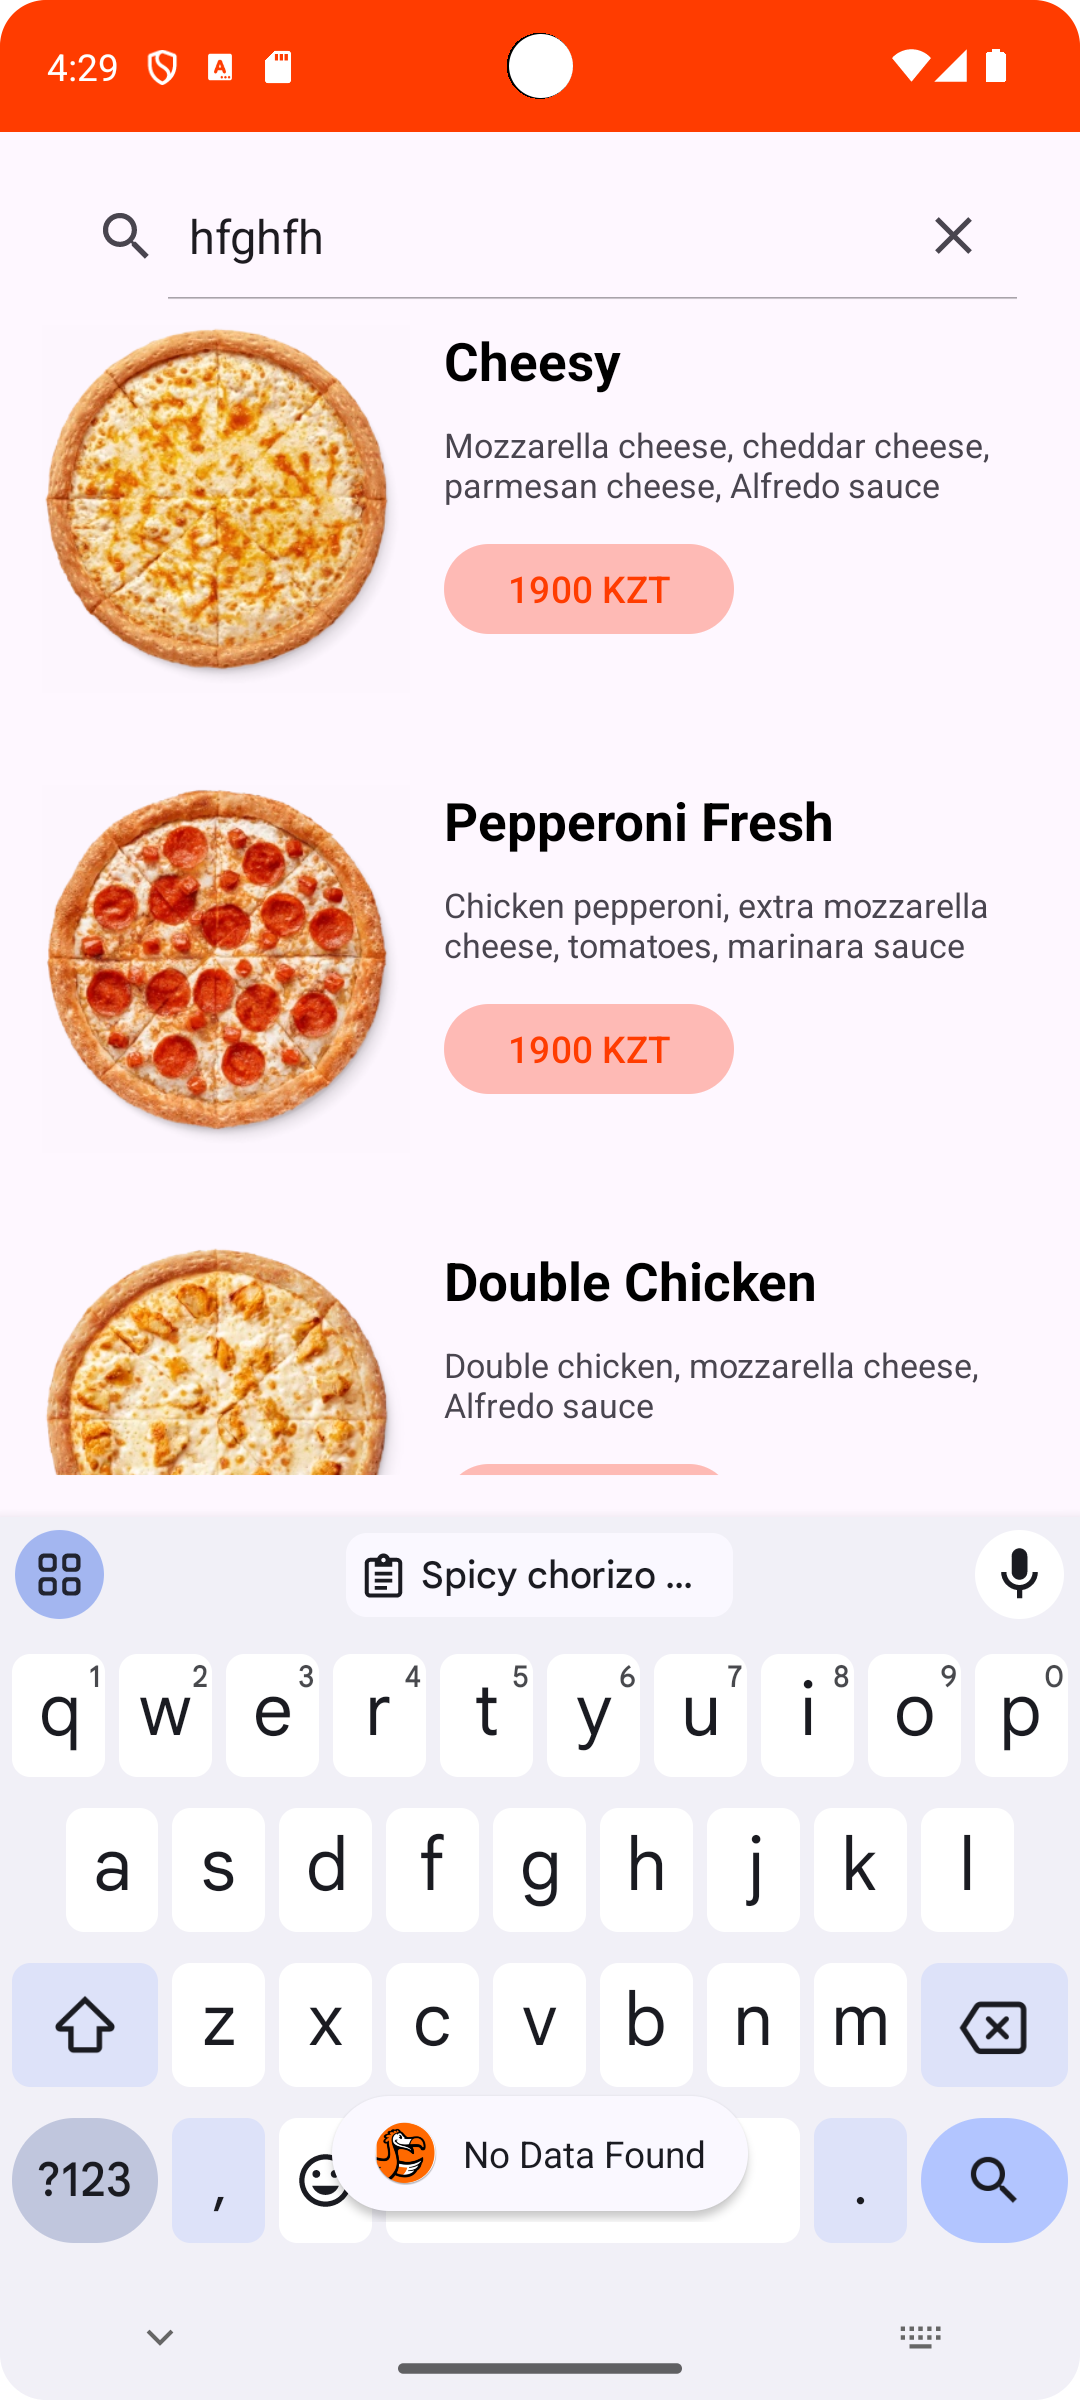 4:29
hfghfh
Cheesy
Mozzarella cheese, cheddar cheese,
parmesan cheese, Alfredo sauce
1900 KZT
Pepperoni Fresh
Chicken pepperoni, extra mozzarella
cheese, tomatoes, marinara sauce
1900 KZT
Double Chicken
Double chicken, mozzarella cheese,
Alfredo sauce
Spicy chorizo ...
q 1 w 2 e 3 r 4 t 5 y 6 u 7 i 8 o 9 p 0
a s d f g h j k l
z x c v b n m
?123 , .
No Data Found